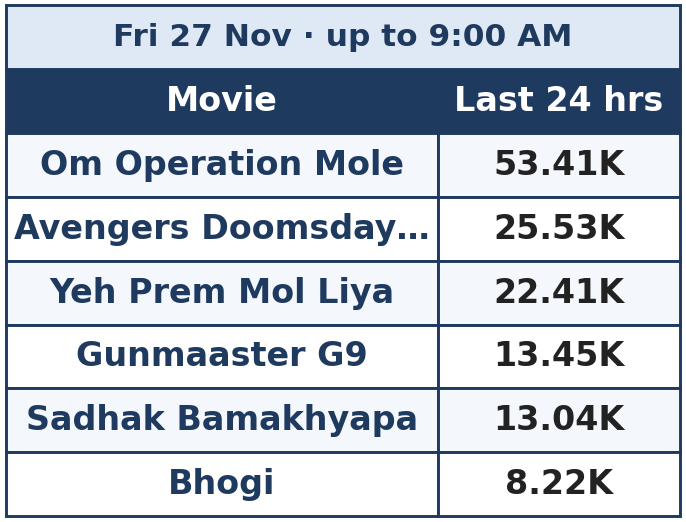 Fri 27 Nov · up to 9:00 AM
Movie Last 24 hrs
Om Operation Mole 53.41K
Avengers Doomsday... 25.53K
Yeh Prem Mol Liya 22.41K
Gunmaaster G9 13.45K
Sadhak Bamakhyapa 13.04K
Bhogi 8.22K